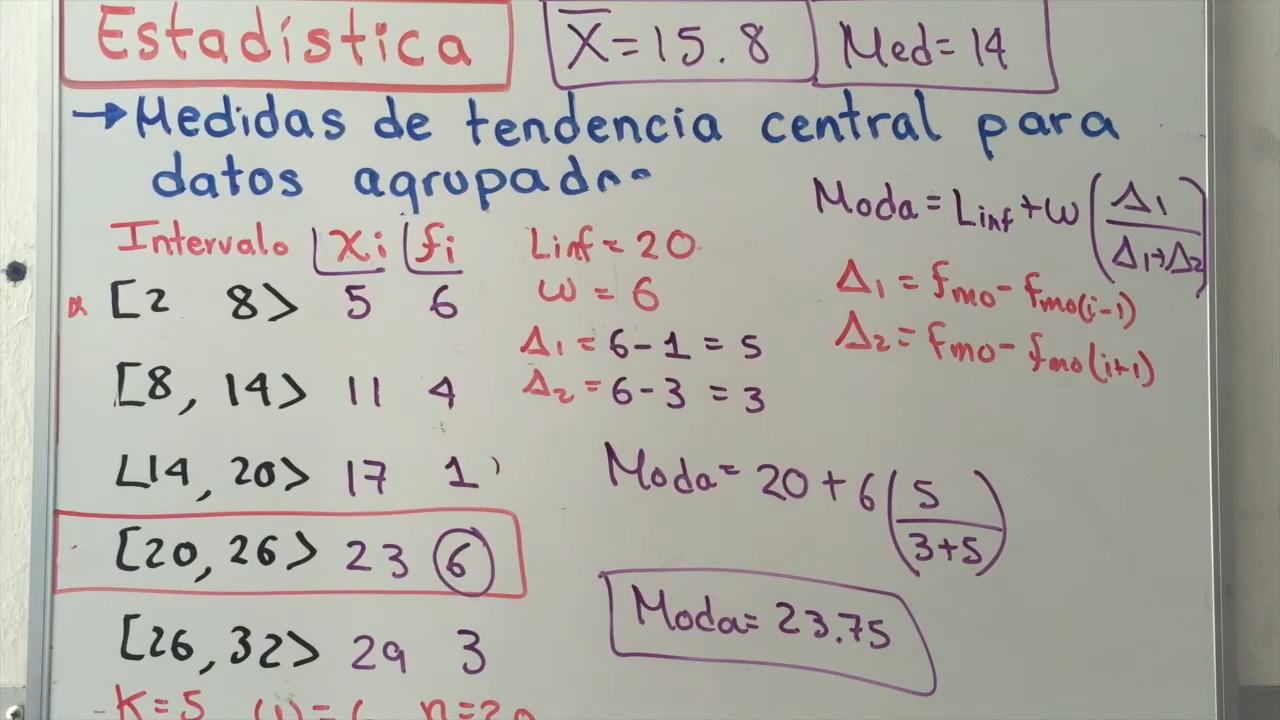 Estadística
X̅=15.8
Med=14
→Medidas de tendencia central para
datos agrupados
Moda= Linf+ω(Δ1/Δ1+Δ2)
Intervalo xi fi
[2 8> 5 6
[8, 14> 11 4
[14, 20> 17 1
[20, 26> 23 6
[26, 32> 29 3
K=5 n=20
Linf = 20
ω = 6
Δ1 = 6-1 = 5
Δ2 = 6-3 = 3
Δ1 = fmo- fmo(i-1)
Δ2= fmo- fmo(i+1)
Moda= 20+6(5/3+5)
Moda= 23.75